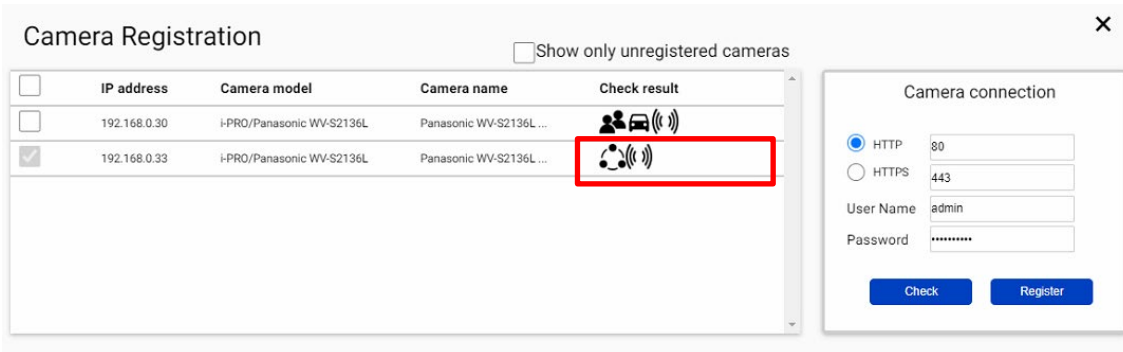 Camera Registration
Show only unregistered cameras
IP address Camera model Camera name Check result
192.168.0.30 i-PRO/Panasonic WV-S2136L Panasonic WV-S2136L ...
192.168.0.33 i-PRO/Panasonic WV-S2136L Panasonic WV-S2136L ...
Camera connection
HTTP 80
HTTPS 443
User Name admin
Password ••••••••••
Check Register